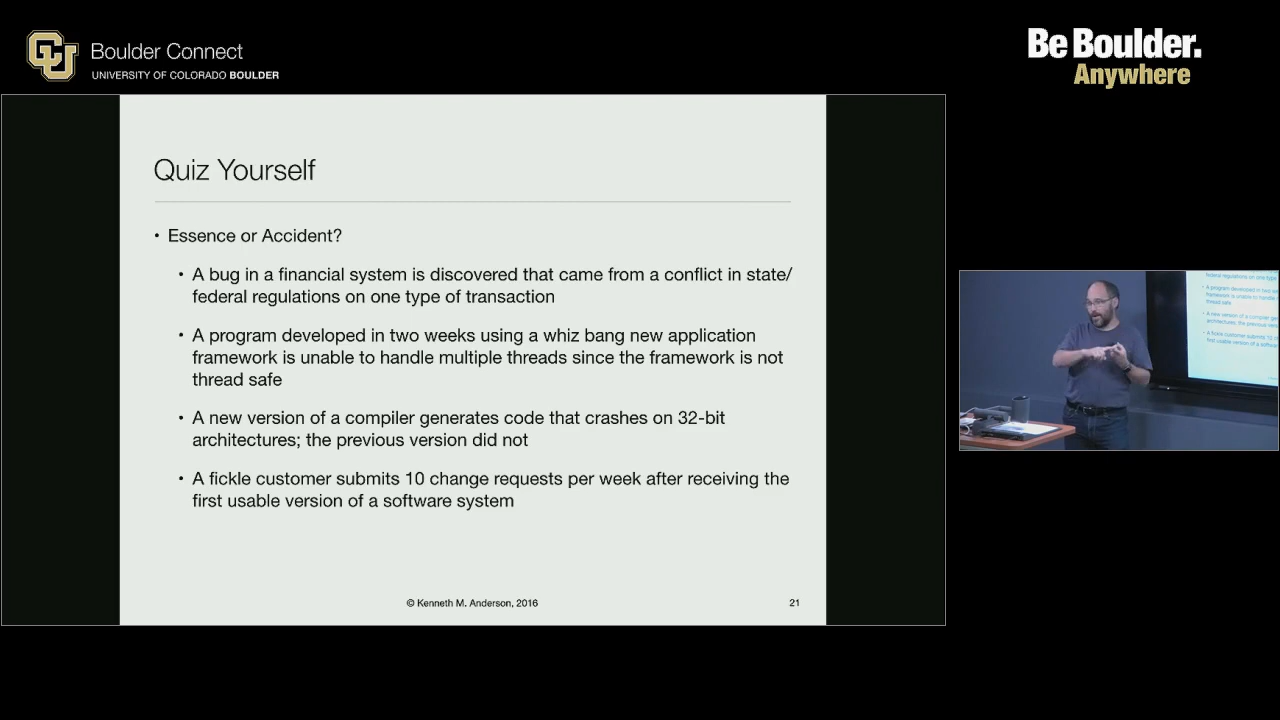 Boulder Connect
UNIVERSITY OF COLORADO BOULDER
Be Boulder.
Anywhere
Quiz Yourself
• Essence or Accident?
• A bug in a financial system is discovered that came from a conflict in state/
federal regulations on one type of transaction
• A program developed in two weeks using a whiz bang new application
framework is unable to handle multiple threads since the framework is not
thread safe
• A new version of a compiler generates code that crashes on 32-bit
architectures; the previous version did not
• A fickle customer submits 10 change requests per week after receiving the
first usable version of a software system
© Kenneth M. Anderson, 2016
21